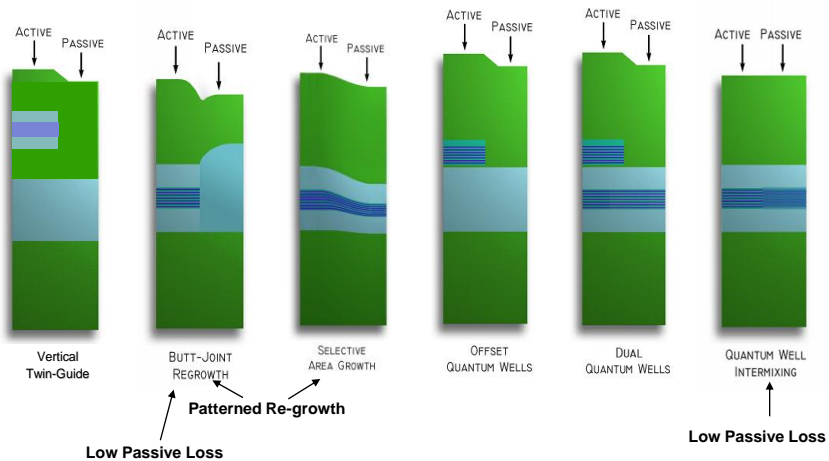 ACTIVE
PASSIVE
ACTIVE
PASSIVE
ACTIVE
PASSIVE
ACTIVE
PASSIVE
ACTIVE
PASSIVE
ACTIVE PASSIVE
Vertical
Twin-Guide
BUTT-JOINT
REGROWTH
SELECTIVE
AREA GROWTH
OFFSET
QUANTUM WELLS
DUAL
QUANTUM WELLS
QUANTUM WELL
INTERMIXING
Patterned Re-growth
Low Passive Loss
Low Passive Loss